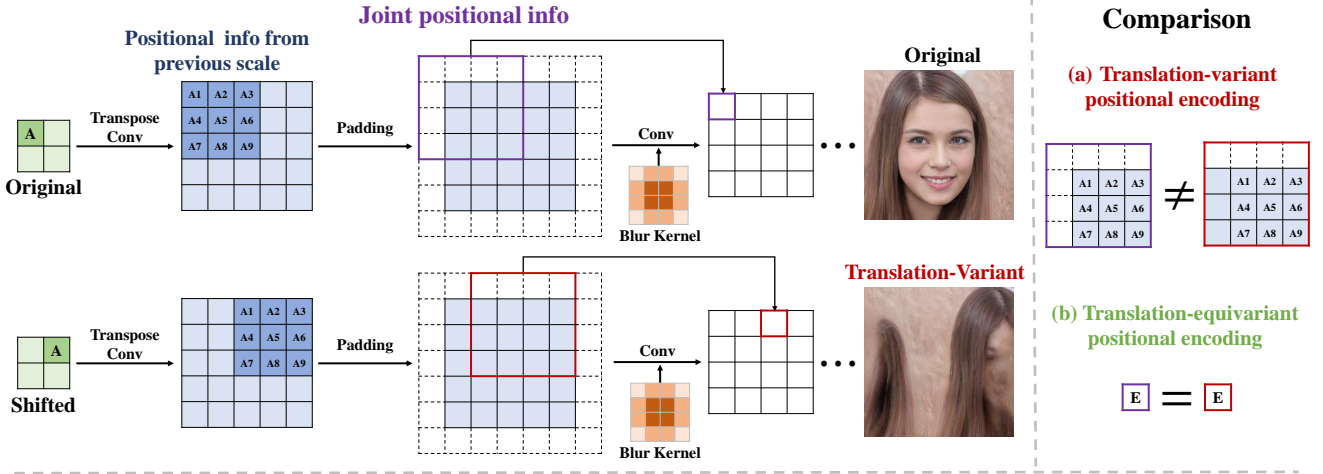 Joint positional info
Positional info from
previous scale
A
Original
Transpose
Conv
A1 A2 A3
A4 A5 A6
A7 A8 A9
Padding
Conv
Blur Kernel
Original
A
Shifted
Transpose
Conv
A1 A2 A3
A4 A5 A6
A7 A8 A9
Padding
Conv
Blur Kernel
Translation-Variant
Comparison
(a) Translation-variant
positional encoding
A1 A2 A3
A4 A5 A6
A7 A8 A9
≠
A1 A2 A3
A4 A5 A6
A7 A8 A9
(b) Translation-equivariant
positional encoding
E = E